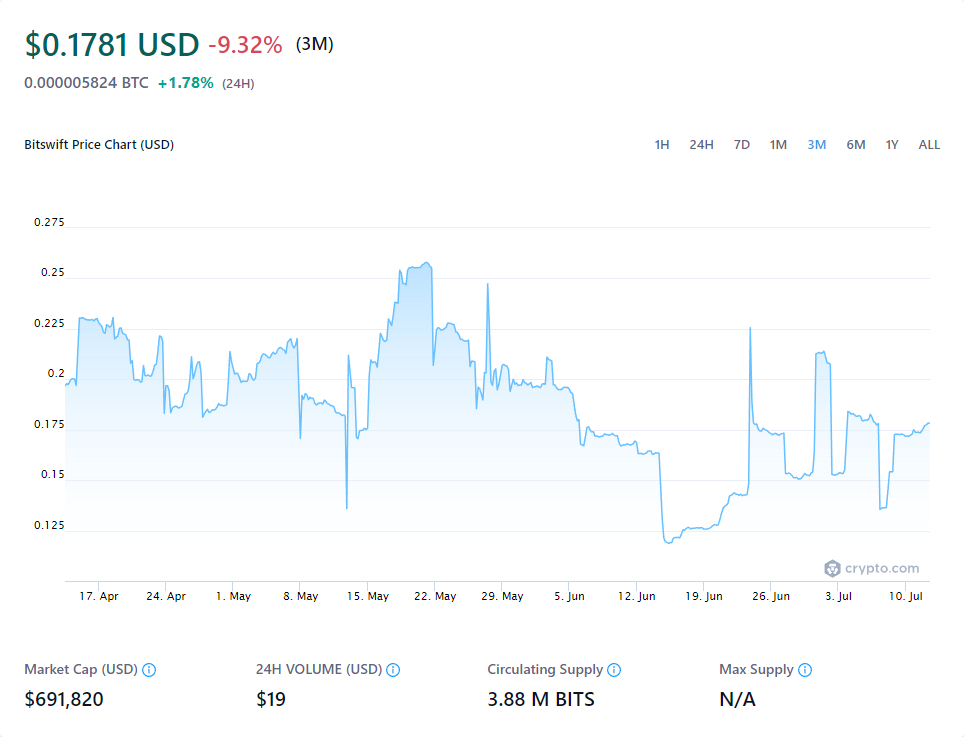 $0.1781 USD -9.32% (3M)
0.000005824 BTC +1.78% (24H)
Bitswift Price Chart (USD) 1H 24H 7D 1M 3M 6M 1Y ALL
0.275
0.25
0.225
0.2
0.175
0.15
0.125
crypto.com
17. Apr 24. Apr 1. May 8. May 15. May 22. May 29. May 5. Jun 12. Jun 19. Jun 26. Jun 3. Jul 10. Jul
Market Cap (USD) 24H VOLUME (USD) Circulating Supply Max Supply
$691,820 $19 3.88 M BITS N/A